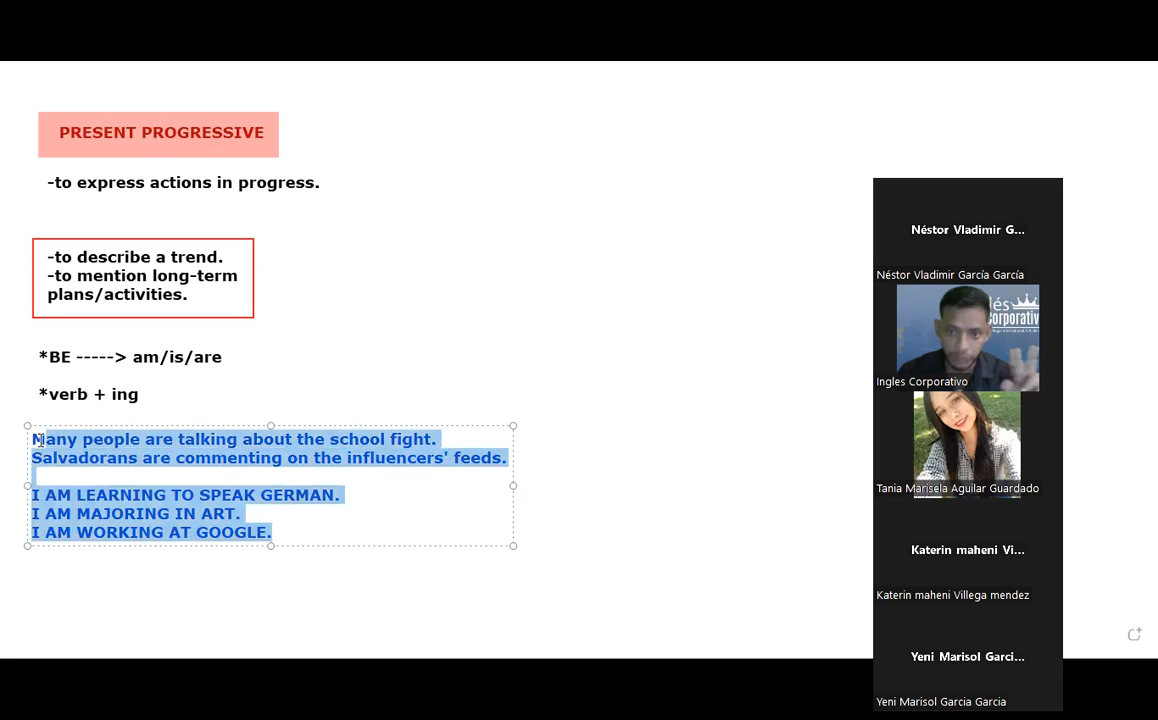 PRESENT PROGRESSIVE
-to express actions in progress.
-to describe a trend.
-to mention long-term
plans/activities.
*BE -----> am/is/are
*verb + ing
Many people are talking about the school fight.
Salvadorans are commenting on the influencers' feeds.
I AM LEARNING TO SPEAK GERMAN.
I AM MAJORING IN ART.
I AM WORKING AT GOOGLE.
Néstor Vladimir G...
Néstor Vladimir García García
Ingles Corporativo
Tania Marisela Aguilar Guardado
Katerin maheni Vi...
Katerin maheni Villega mendez
Yeni Marisol Garci...
Yeni Marisol Garcia Garcia